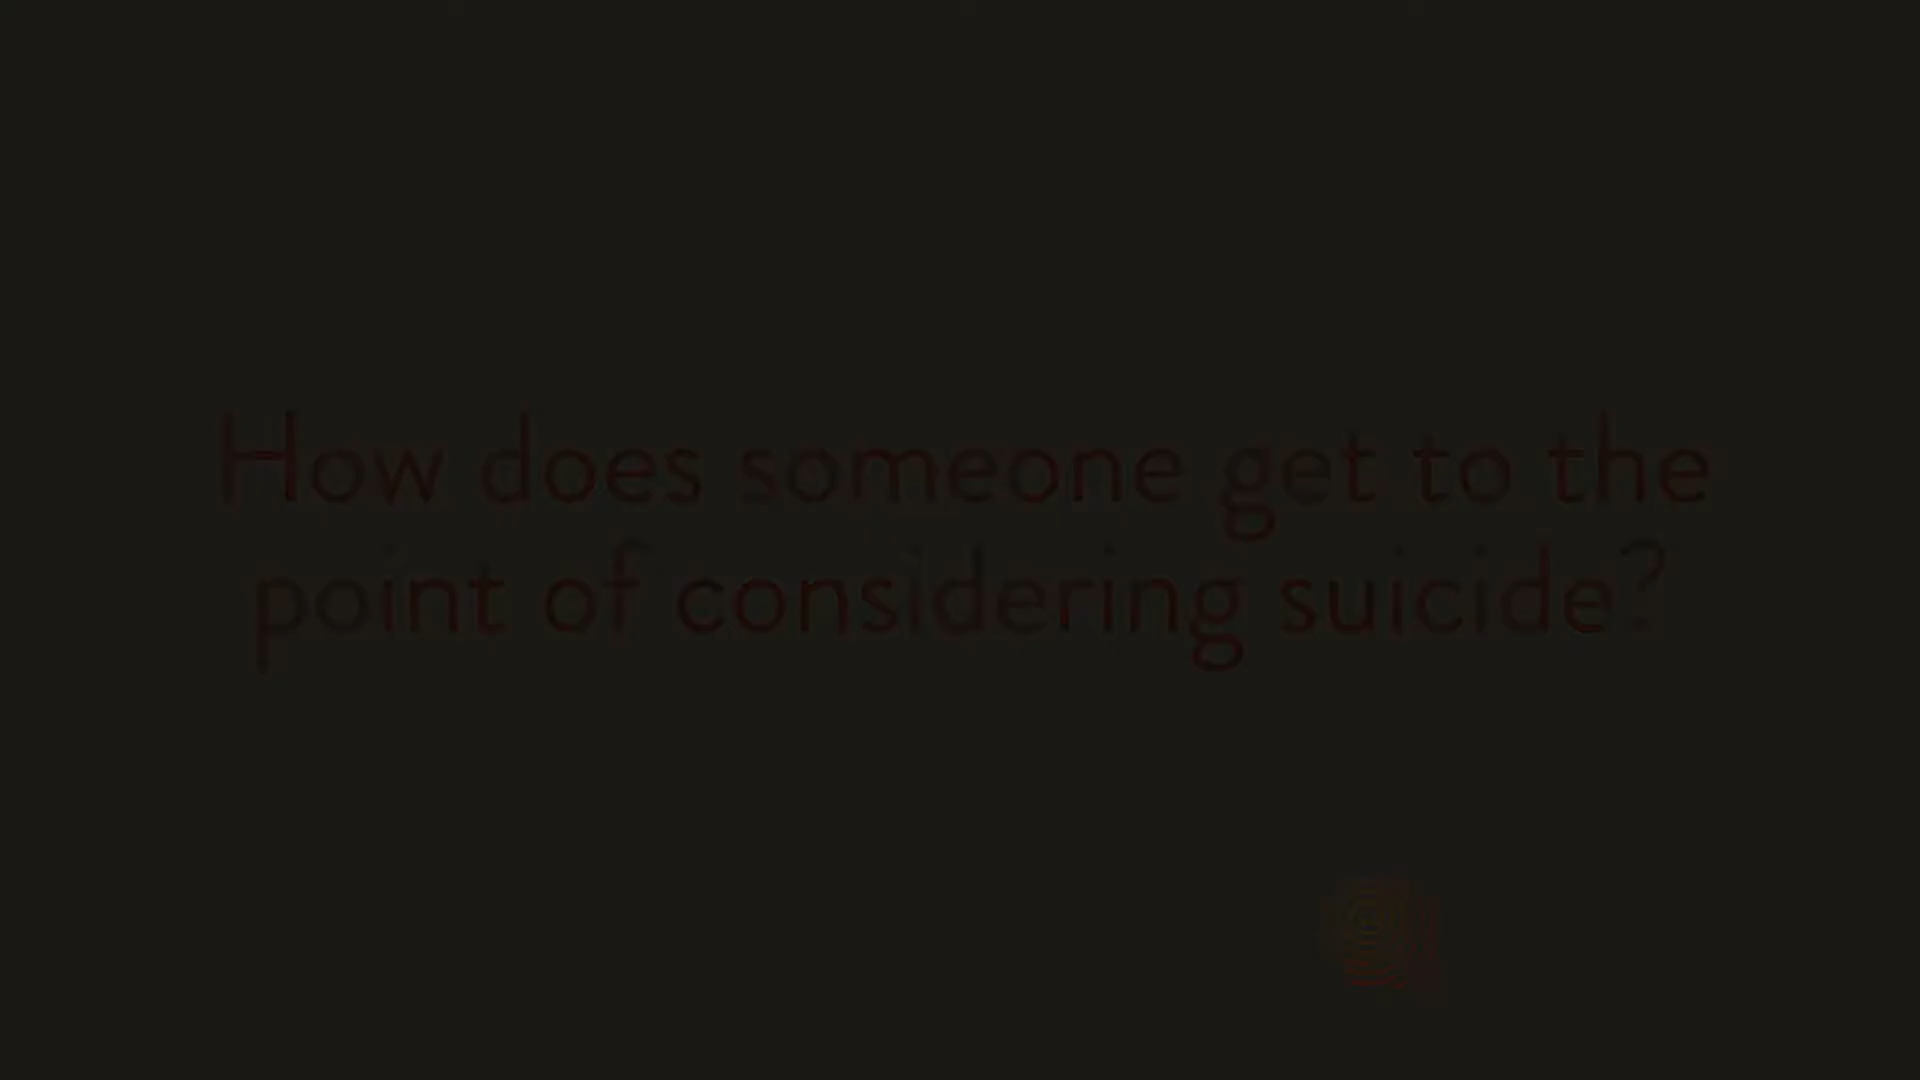 How does someone get to the
point of considering suicide?